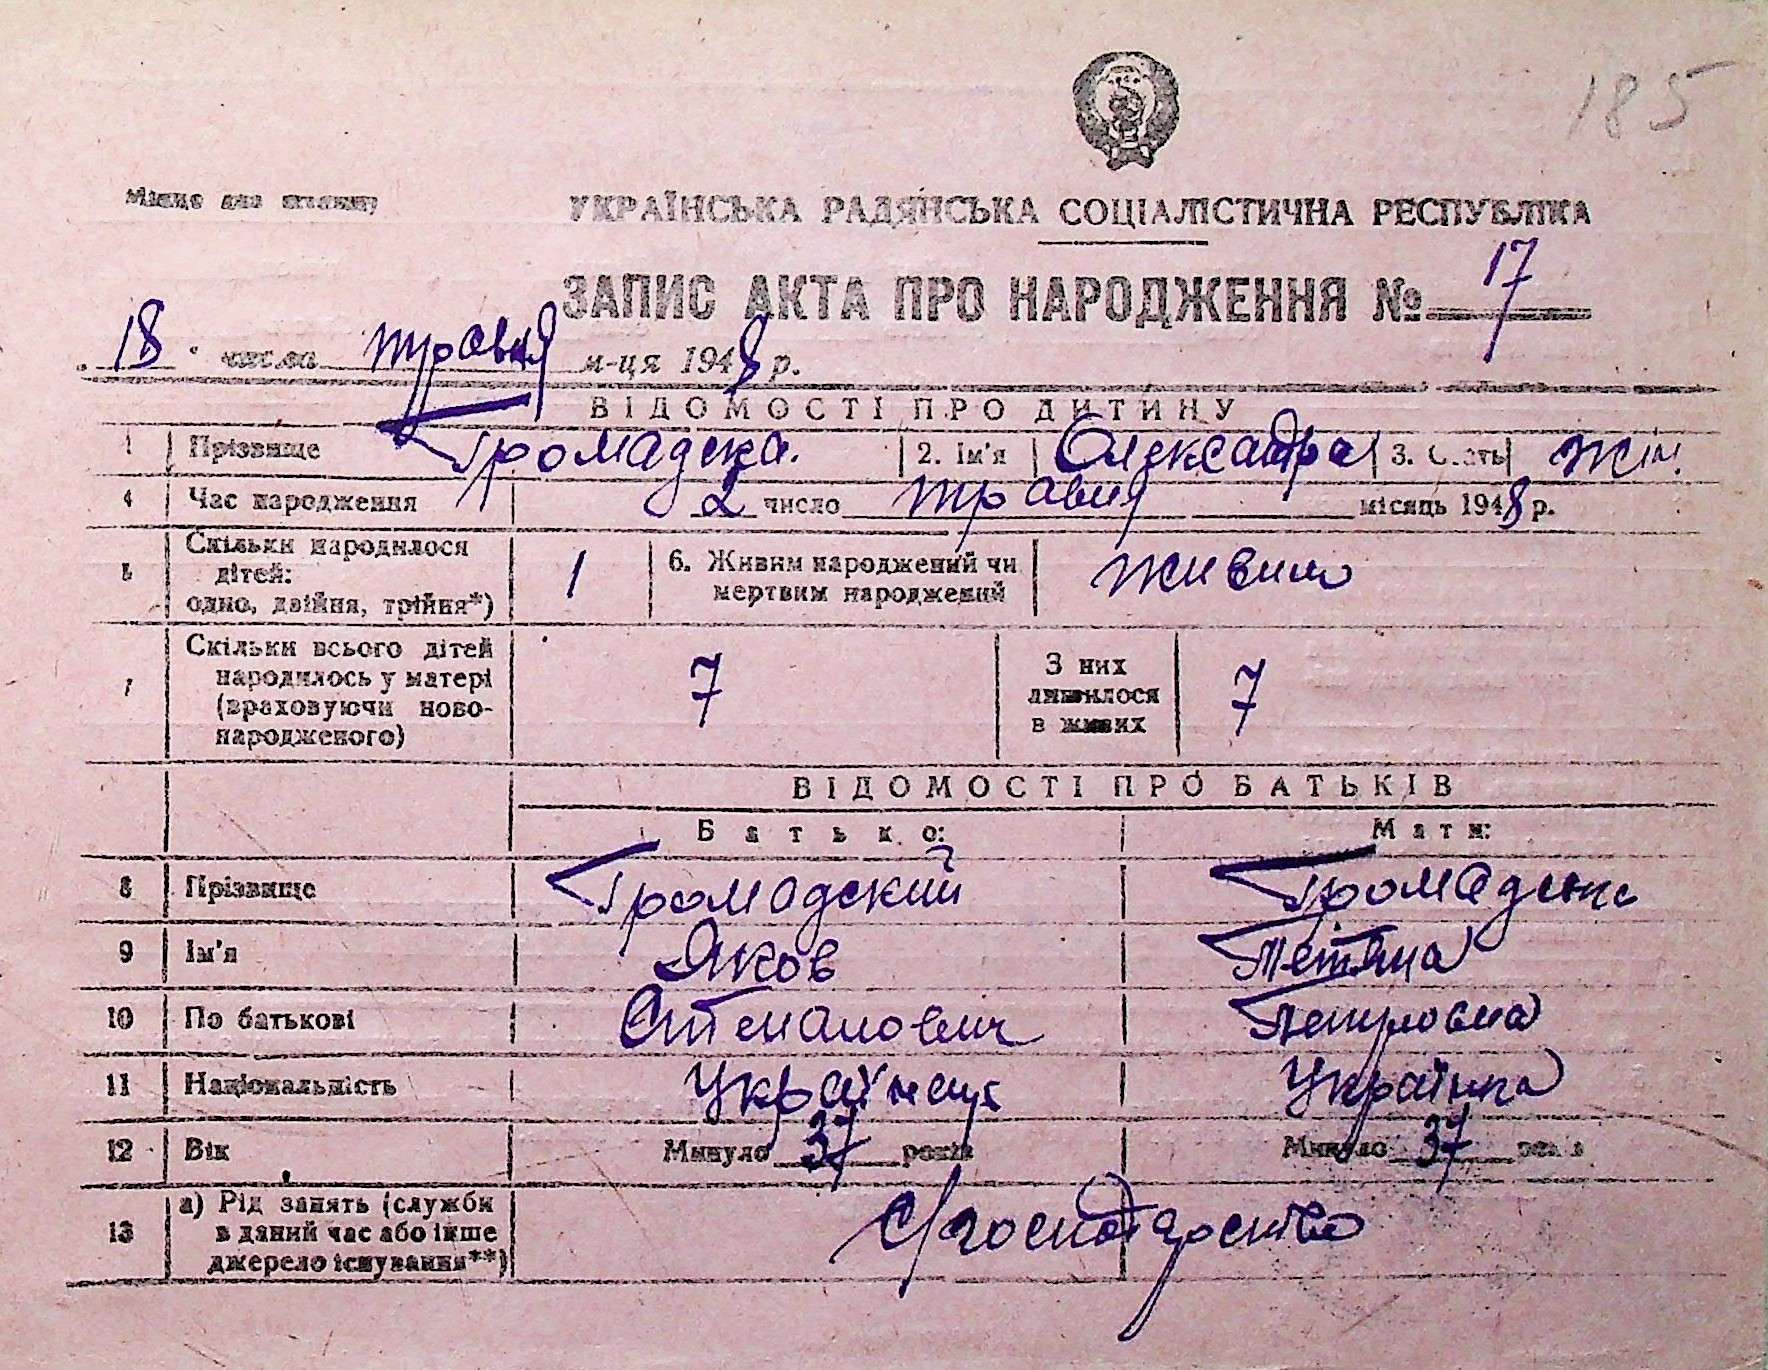 185
Місце для штампу
УКРАЇНСЬКА РАДЯНСЬКА СОЦІАЛІСТИЧНА РЕСПУБЛІКА
ЗАПИС АКТА ПРО НАРОДЖЕННЯ № 17
18 числа травня м-ця 1948 р.
ВІДОМОСТІ ПРО ДИТИНУ
1 Прізвище Громадска. 2. Ім'я Олександра 3. Стать жін.
4 Час народження 2 число травня місяць 1948 р.
5 Скільки народилося дітей: одно, двійня, трійня*) 1 6. Живим народжений чи мертвим народжений живим
7 Скільки всього дітей народилось у матері (враховуючи новонародженого) 7 З них лишилося в живих 7
ВІДОМОСТІ ПРО БАТЬКІВ
Батько: Мати:
8 Прізвище Громадский Громадска
9 Ім'я Яков Тетяна
10 По батькові Степанович Петровна
11 Національність Українець Українка
12 Вік Минуло 37 років Минуло 37 років
13 а) Рід занять (служби в даний час або інше джерело існування**) с/господарство